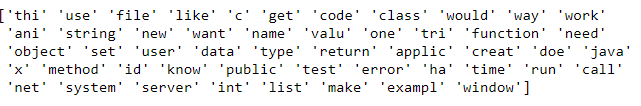 ['thi' 'use' 'file' 'like' 'c' 'get' 'code' 'class' 'would' 'way' 'work'
'ani' 'string' 'new' 'want' 'name' 'valu' 'one' 'tri' 'function' 'need'
'object' 'set' 'user' 'data' 'type' 'return' 'applic' 'creat' 'doe' 'java'
'x' 'method' 'id' 'know' 'public' 'test' 'error' 'ha' 'time' 'run' 'call'
'net' 'system' 'server' 'int' 'list' 'make' 'exampl' 'window']